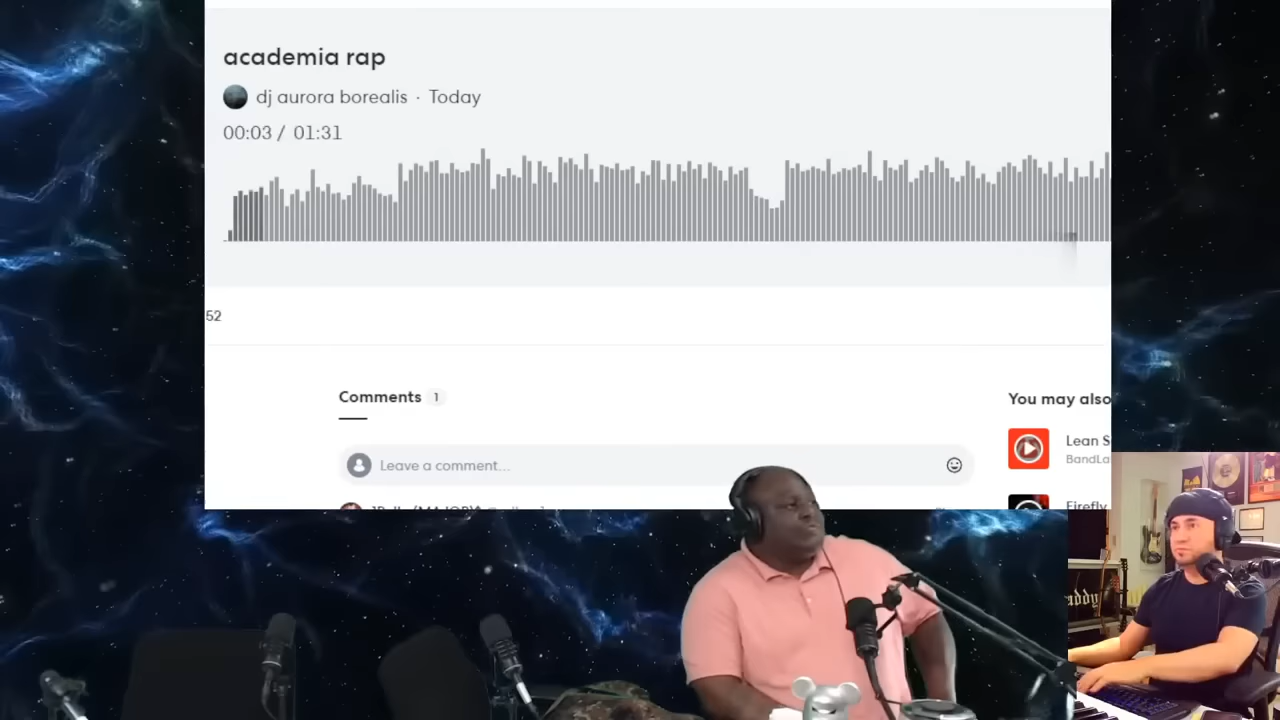 academia rap
dj aurora borealis · Today
00:03 / 01:31
52
Comments 1
You may also
Leave a comment...
Lean S
BandLa
Firefly
addy